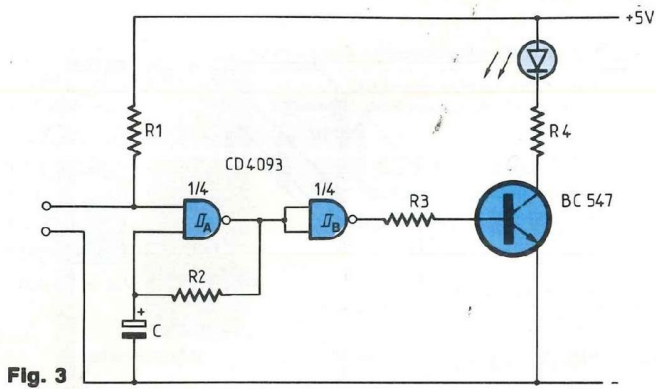 +5V
R1
R4
CD4093
1/4
1/4
R3
BC 547
A
B
R2
+
C
Fig. 3
-